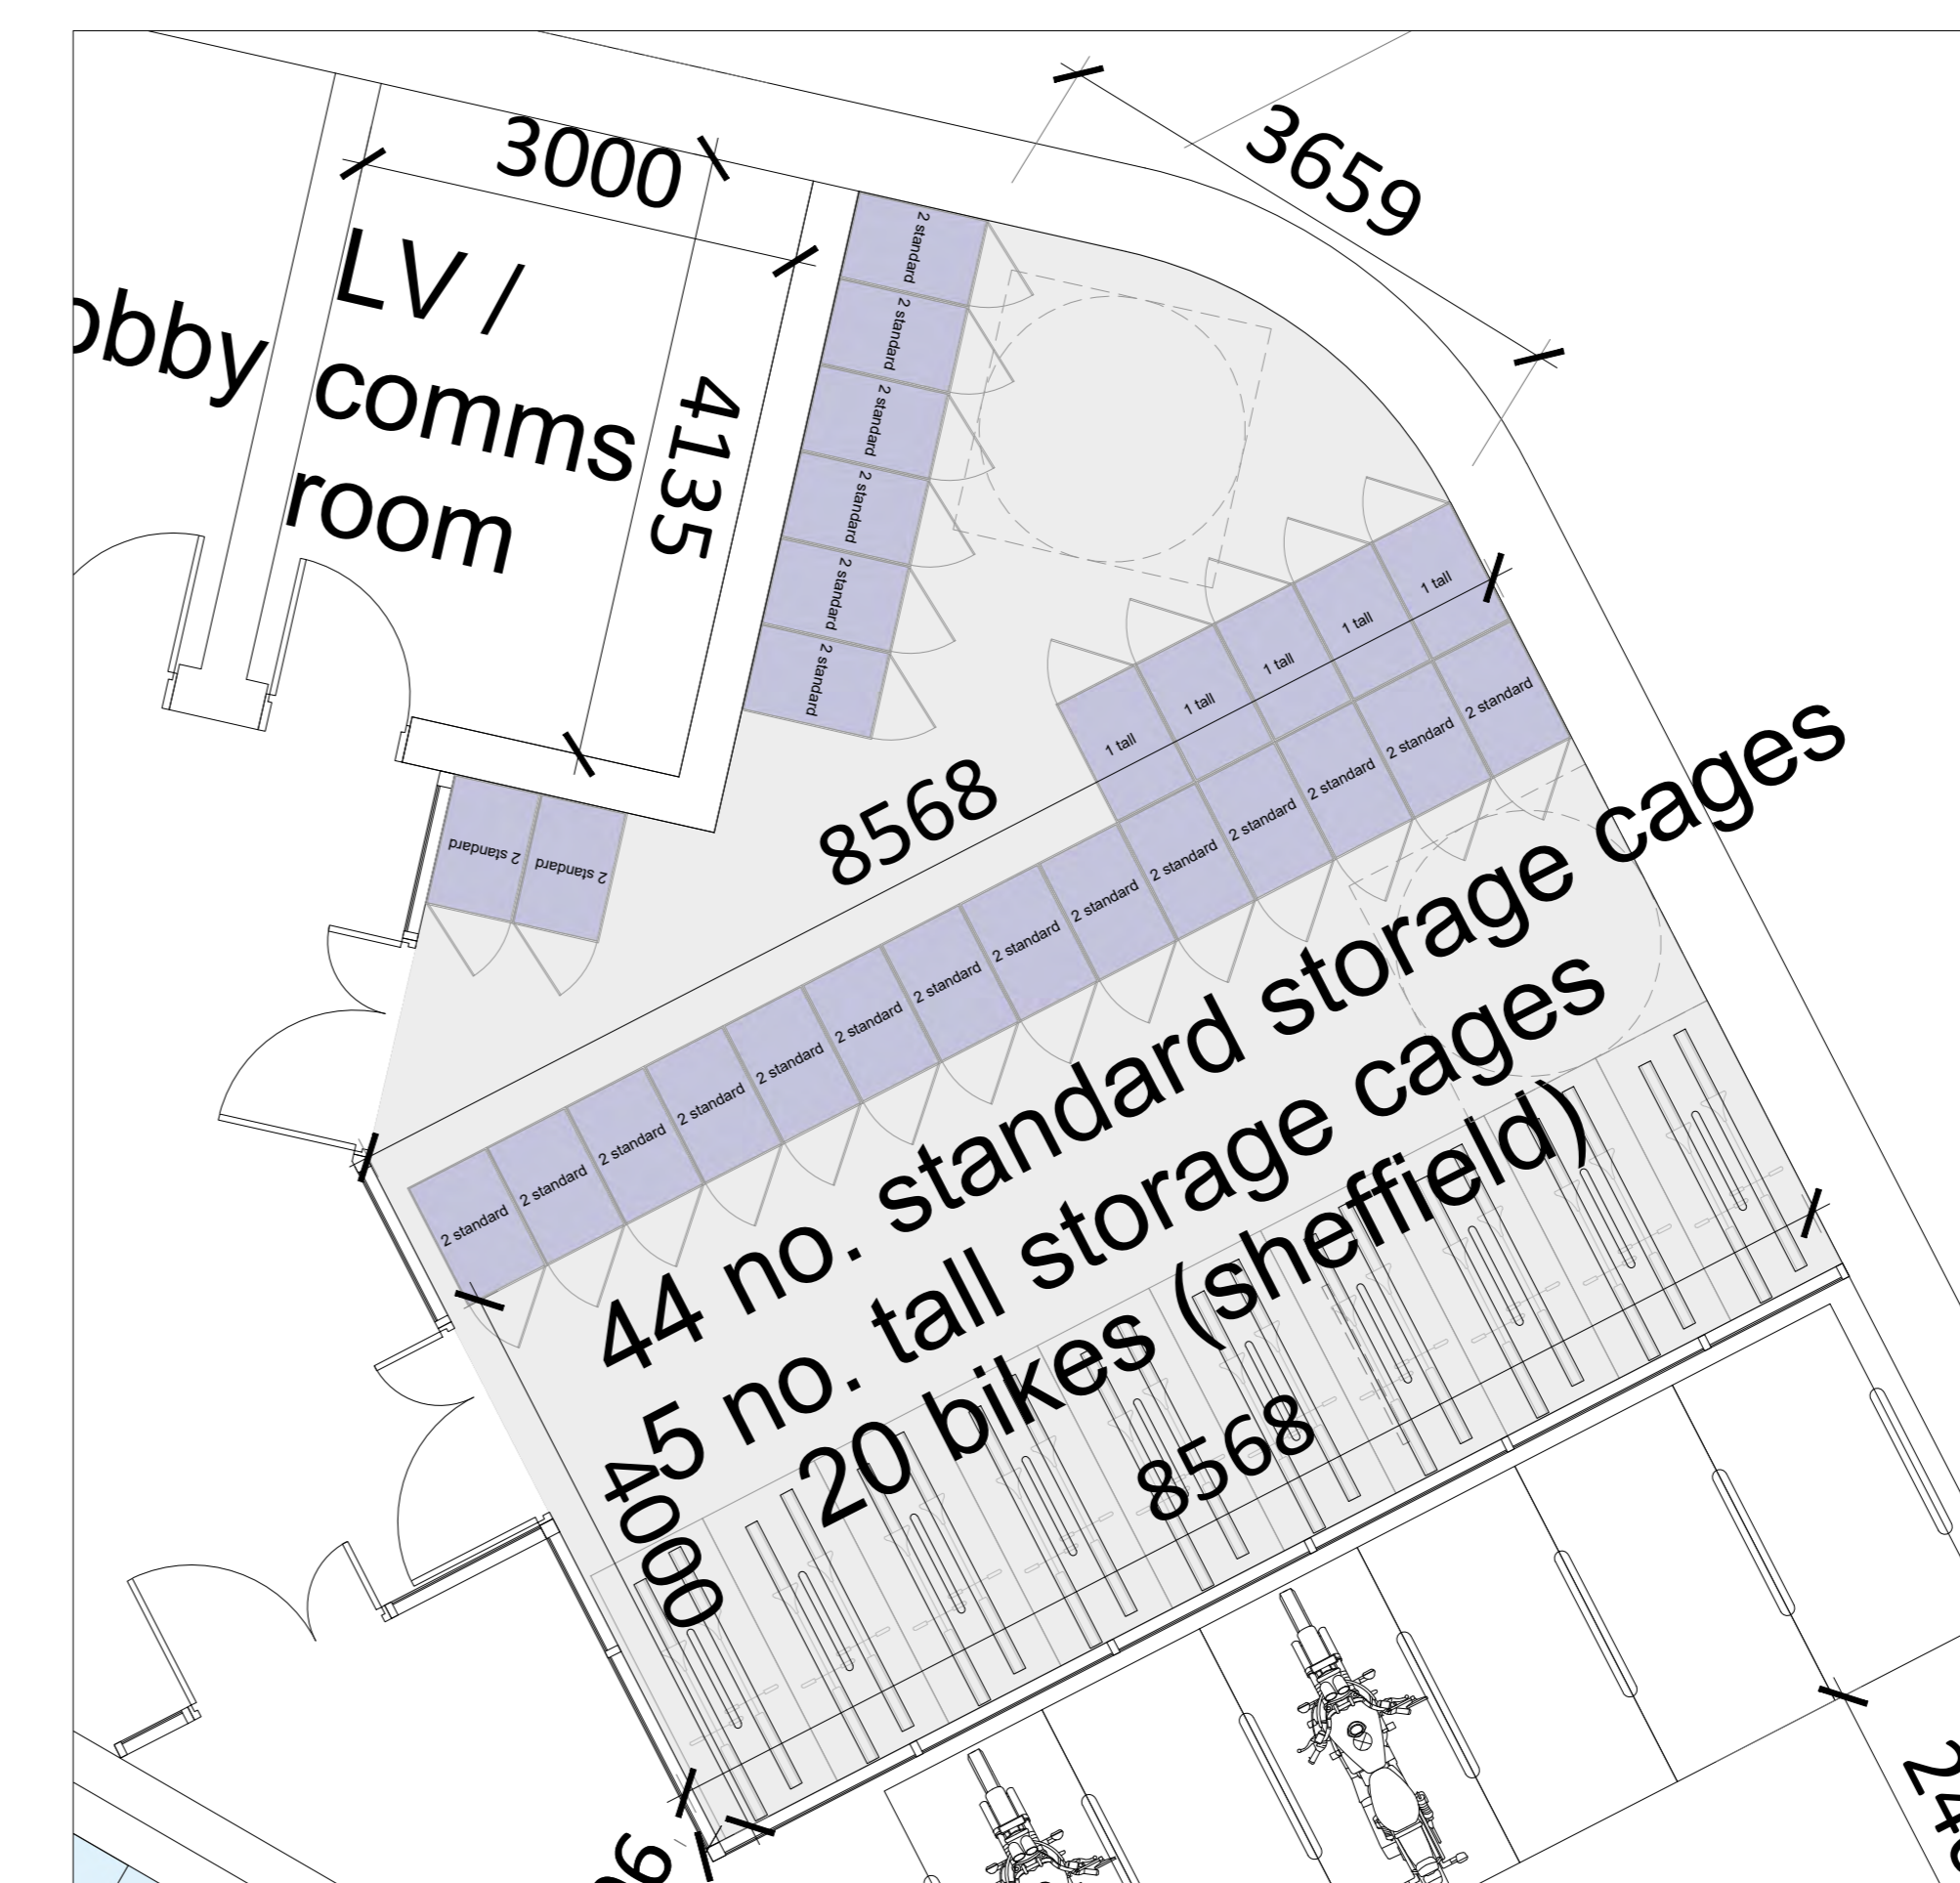 3000
3659
LV /
comms
room
obby
4135
2 standard
2 standard
2 standard
2 standard
2 standard
2 standard
1 tall
1 tall
1 tall
1 tall
1 tall
2 standard
2 standard
8568
2 standard
2 standard
2 standard
2 standard
2 standard
2 standard
2 standard
2 standard
2 standard
2 standard
2 standard
2 standard
2 standard
2 standard
44 no. standard storage cages
5 no. tall storage cages
20 bikes (sheffield)
8568
4000